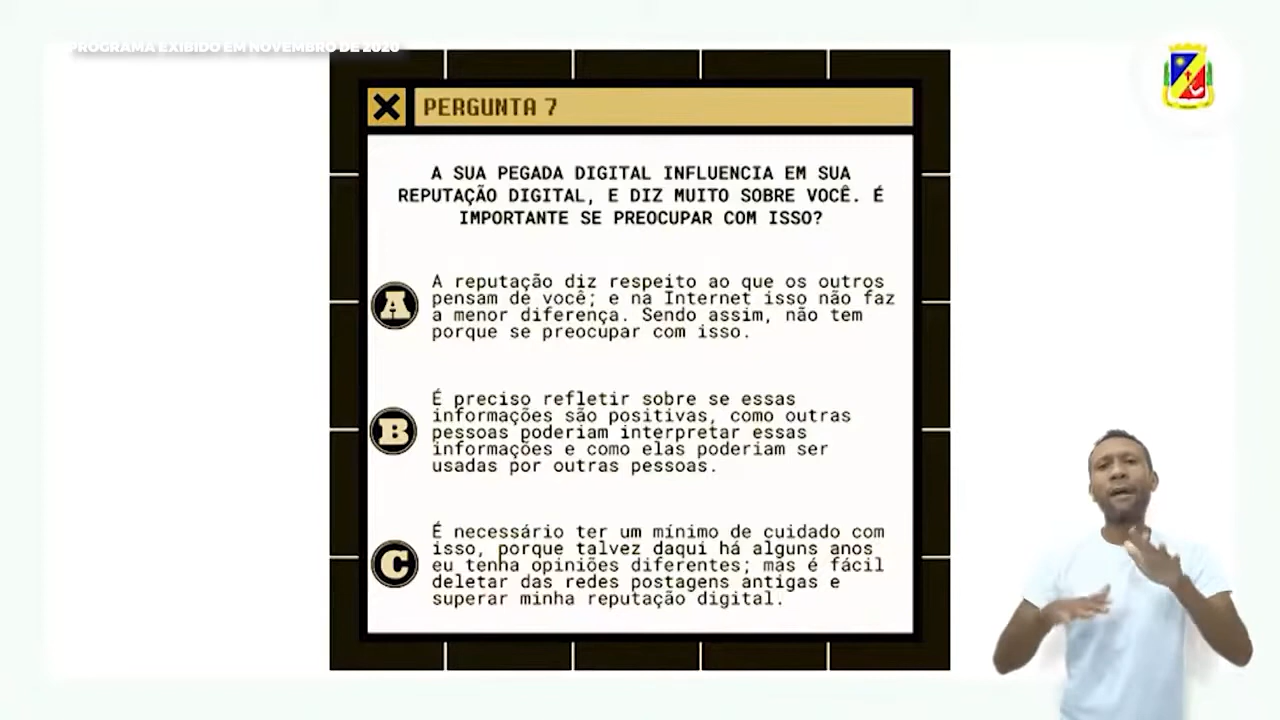 PROGRAMA EXIBIDO EM NOVEMBRO DE 2020
PERGUNTA 7
A SUA PEGADA DIGITAL INFLUENCIA EM SUA
REPUTAÇÃO DIGITAL, E DIZ MUITO SOBRE VOCÊ. É
IMPORTANTE SE PREOCUPAR COM ISSO?
A
A reputação diz respeito ao que os outros
pensam de você; e na Internet isso não faz
a menor diferença. Sendo assim, não tem
porque se preocupar com isso.
B
É preciso refletir sobre se essas
informações são positivas, como outras
pessoas poderiam interpretar essas
informações e como elas poderiam ser
usadas por outras pessoas.
C
É necessário ter um mínimo de cuidado com
isso, porque talvez daqui há alguns anos
eu tenha opiniões diferentes; mas é fácil
deletar das redes postagens antigas e
superar minha reputação digital.